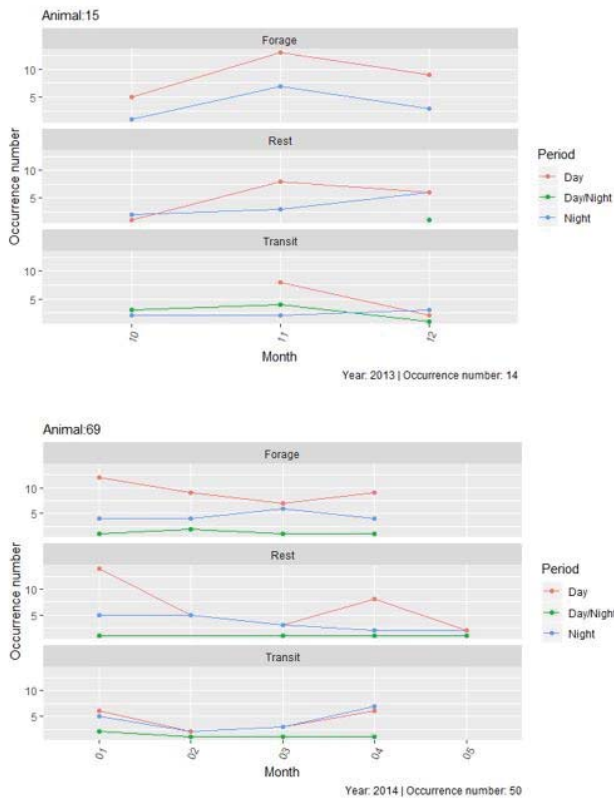 Animal:15
Forage
10
5
Rest
10
5
Transit
10
5
Occurrence number
10 11 12
Month
Period
Day
Day/Night
Night
Year: 2013 | Occurrence number: 14
Animal:69
Forage
10
5
Rest
10
5
Transit
10
5
Occurrence number
01 02 03 04 05
Month
Period
Day
Day/Night
Night
Year: 2014 | Occurrence number: 50